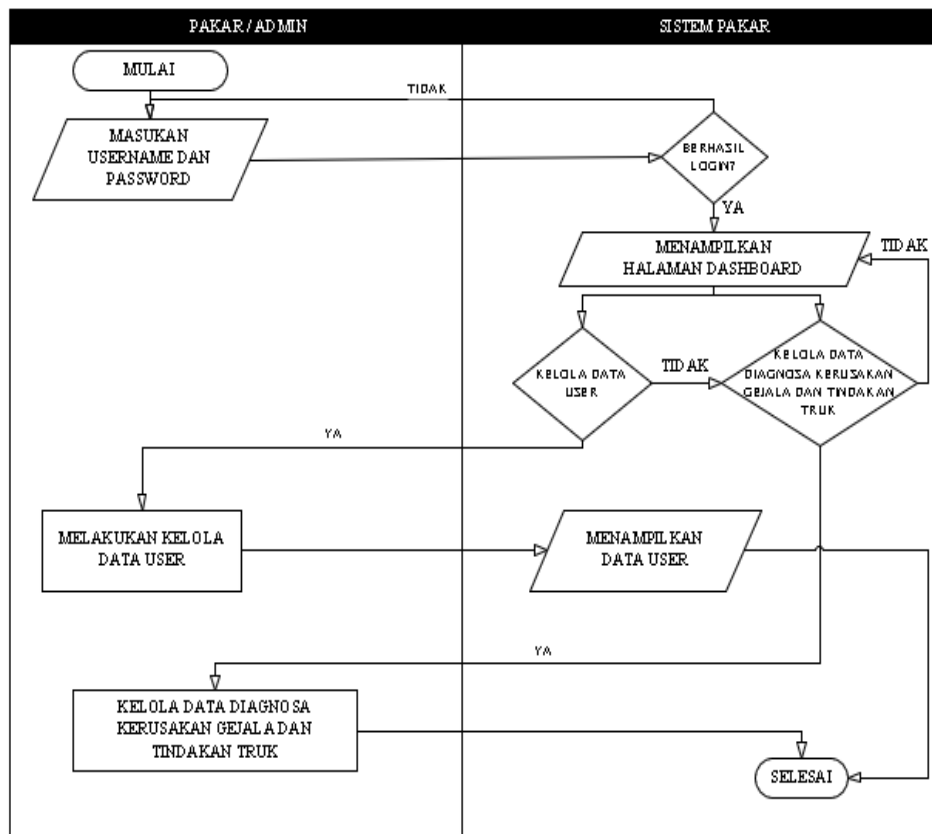 PAKAR / ADMIN
SISTEM PAKAR
MULAI
TIDAK
MASUKAN
USERNAME DAN
PASSWORD
BERHASIL
LOGIN?
YA
MENAMPILKAN
HALAMAN DASHBOARD
TIDAK
KELOLA DATA
USER
TIDAK
KELOLA DATA
DIAGNOSA KERUSAKAN
GEJALA DAN TINDAKAN
TRUK
YA
MELAKUKAN KELOLA
DATA USER
MENAMPILKAN
DATA USER
YA
KELOLA DATA DIAGNOSA
KERUSAKAN GEJALA DAN
TINDAKAN TRUK
SELESAI